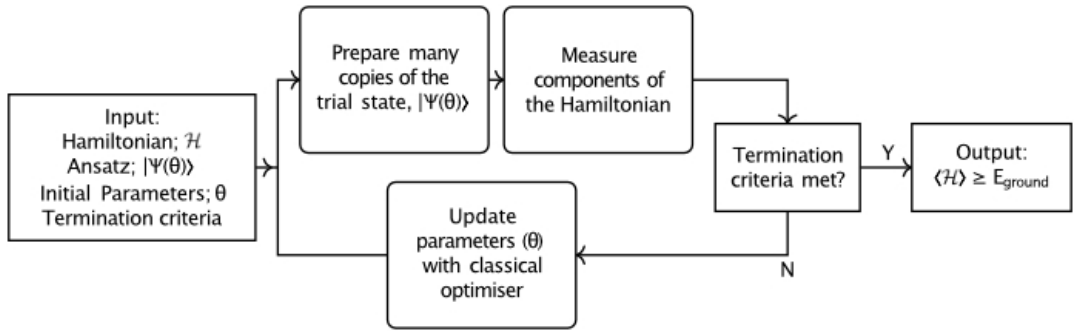 Input:
Hamiltonian; ℋ
Ansatz; |Ψ(θ)⟩
Initial Parameters; θ
Termination criteria
Prepare many
copies of the
trial state, |Ψ(θ)⟩
Measure
components of
the Hamiltonian
Termination
criteria met?
Y
Output:
⟨ℋ⟩ ≥ E_ground
N
Update
parameters (θ)
with classical
optimiser